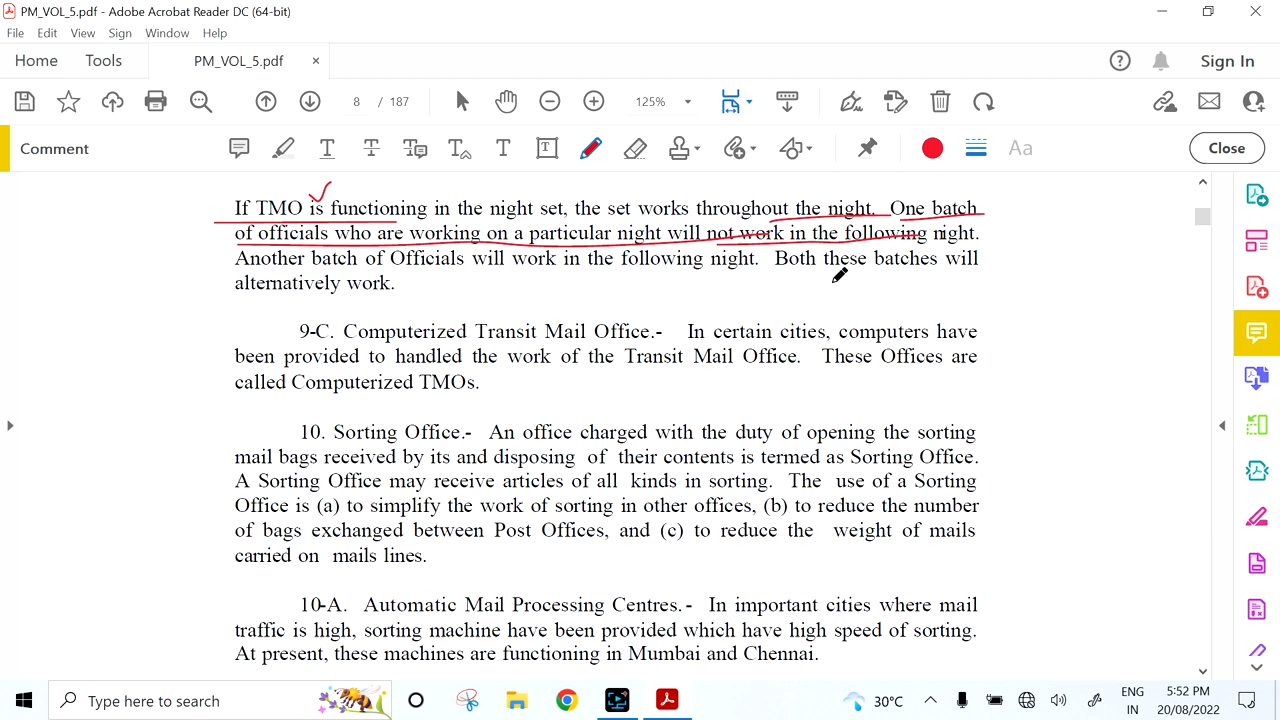 PM_VOL_5.pdf - Adobe Acrobat Reader DC (64-bit)
File Edit View Sign Window Help
Home Tools PM_VOL_5.pdf × Sign In
8 / 187 125%
Comment Aa Close
If TMO is functioning in the night set, the set works throughout the night. One batch
of officials who are working on a particular night will not work in the following night.
Another batch of Officials will work in the following night. Both these batches will
alternatively work.
9-C. Computerized Transit Mail Office.- In certain cities, computers have
been provided to handled the work of the Transit Mail Office. These Offices are
called Computerized TMOs.
10. Sorting Office.- An office charged with the duty of opening the sorting
mail bags received by its and disposing of their contents is termed as Sorting Office.
A Sorting Office may receive articles of all kinds in sorting. The use of a Sorting
Office is (a) to simplify the work of sorting in other offices, (b) to reduce the number
of bags exchanged between Post Offices, and (c) to reduce the weight of mails
carried on mails lines.
10-A. Automatic Mail Processing Centres.- In important cities where mail
traffic is high, sorting machine have been provided which have high speed of sorting.
At present, these machines are functioning in Mumbai and Chennai.
Type here to search 30°C ENG 5:52 PM
IN 20/08/2022